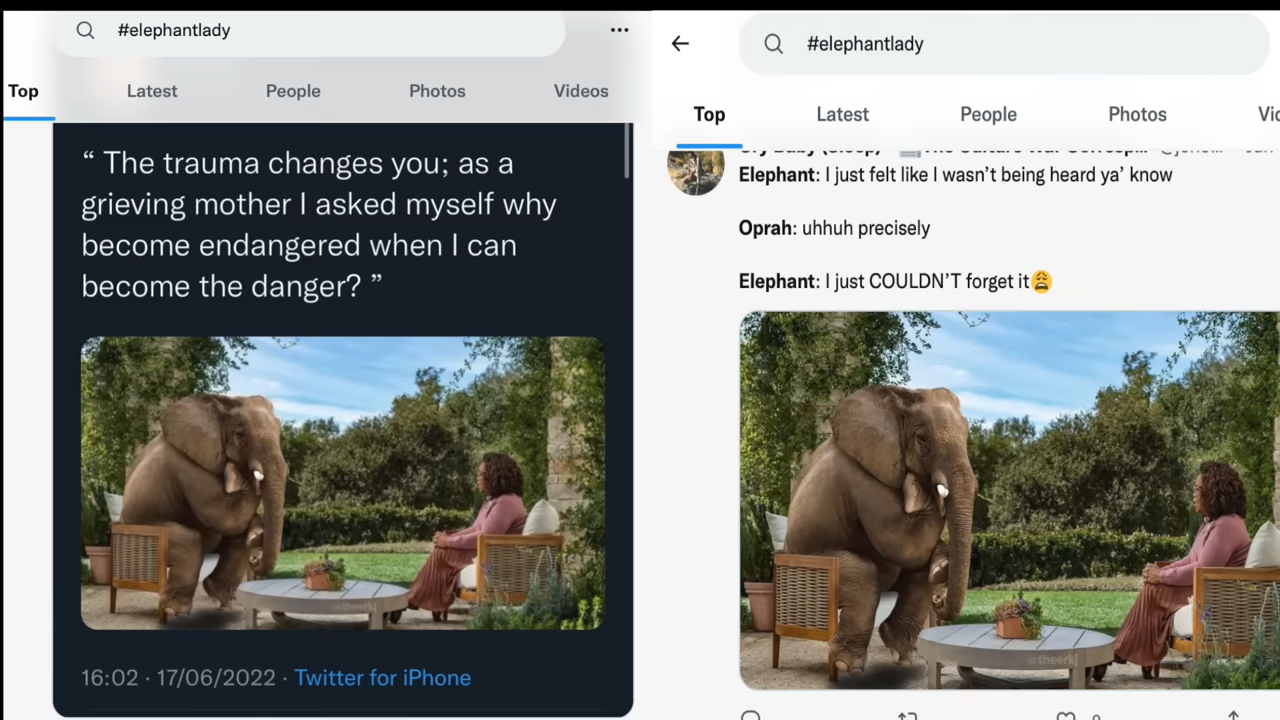 #elephantlady
Top Latest People Photos Videos
“ The trauma changes you; as a
grieving mother I asked myself why
become endangered when I can
become the danger? ”
16:02 · 17/06/2022 · Twitter for iPhone
#elephantlady
Top Latest People Photos
Elephant: I just felt like I wasn’t being heard ya’ know
Oprah: uhhuh precisely
Elephant: I just COULDN’T forget it😩